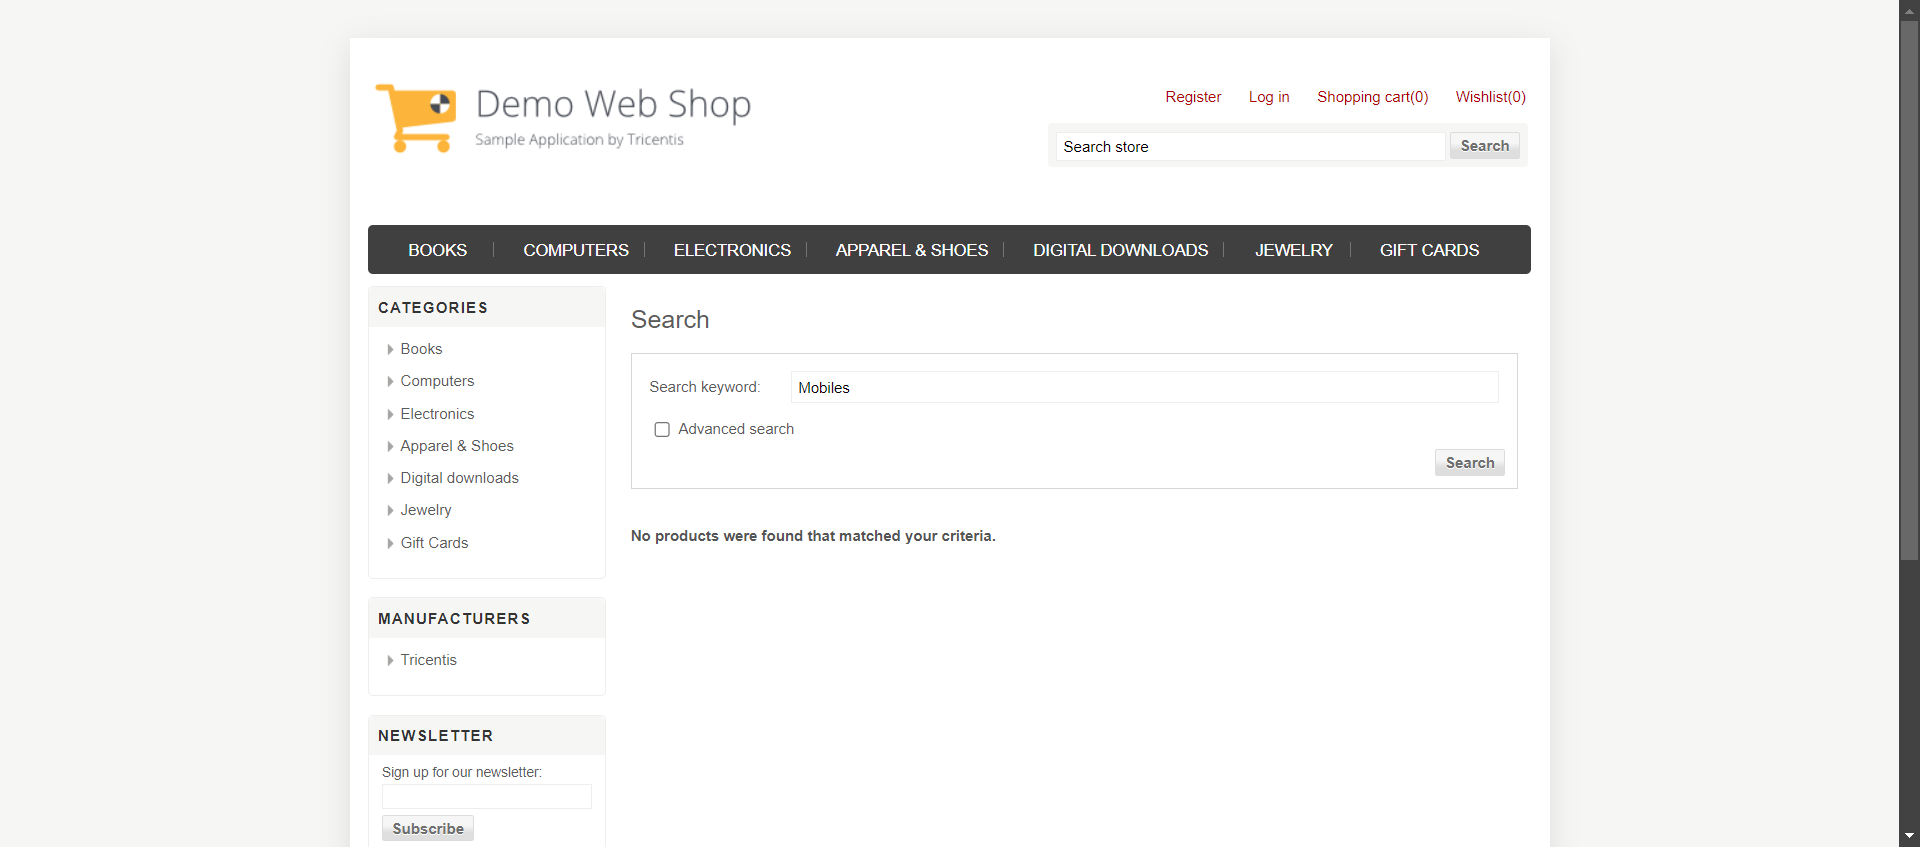 Demo Web Shop
Sample Application by Tricentis
Register Log in Shopping cart(0) Wishlist(0)
Search store Search
BOOKS COMPUTERS ELECTRONICS APPAREL & SHOES DIGITAL DOWNLOADS JEWELRY GIFT CARDS
CATEGORIES
Books
Computers
Electronics
Apparel & Shoes
Digital downloads
Jewelry
Gift Cards
MANUFACTURERS
Tricentis
NEWSLETTER
Sign up for our newsletter:
Subscribe
Search
Search keyword: Mobiles
Advanced search
Search
No products were found that matched your criteria.